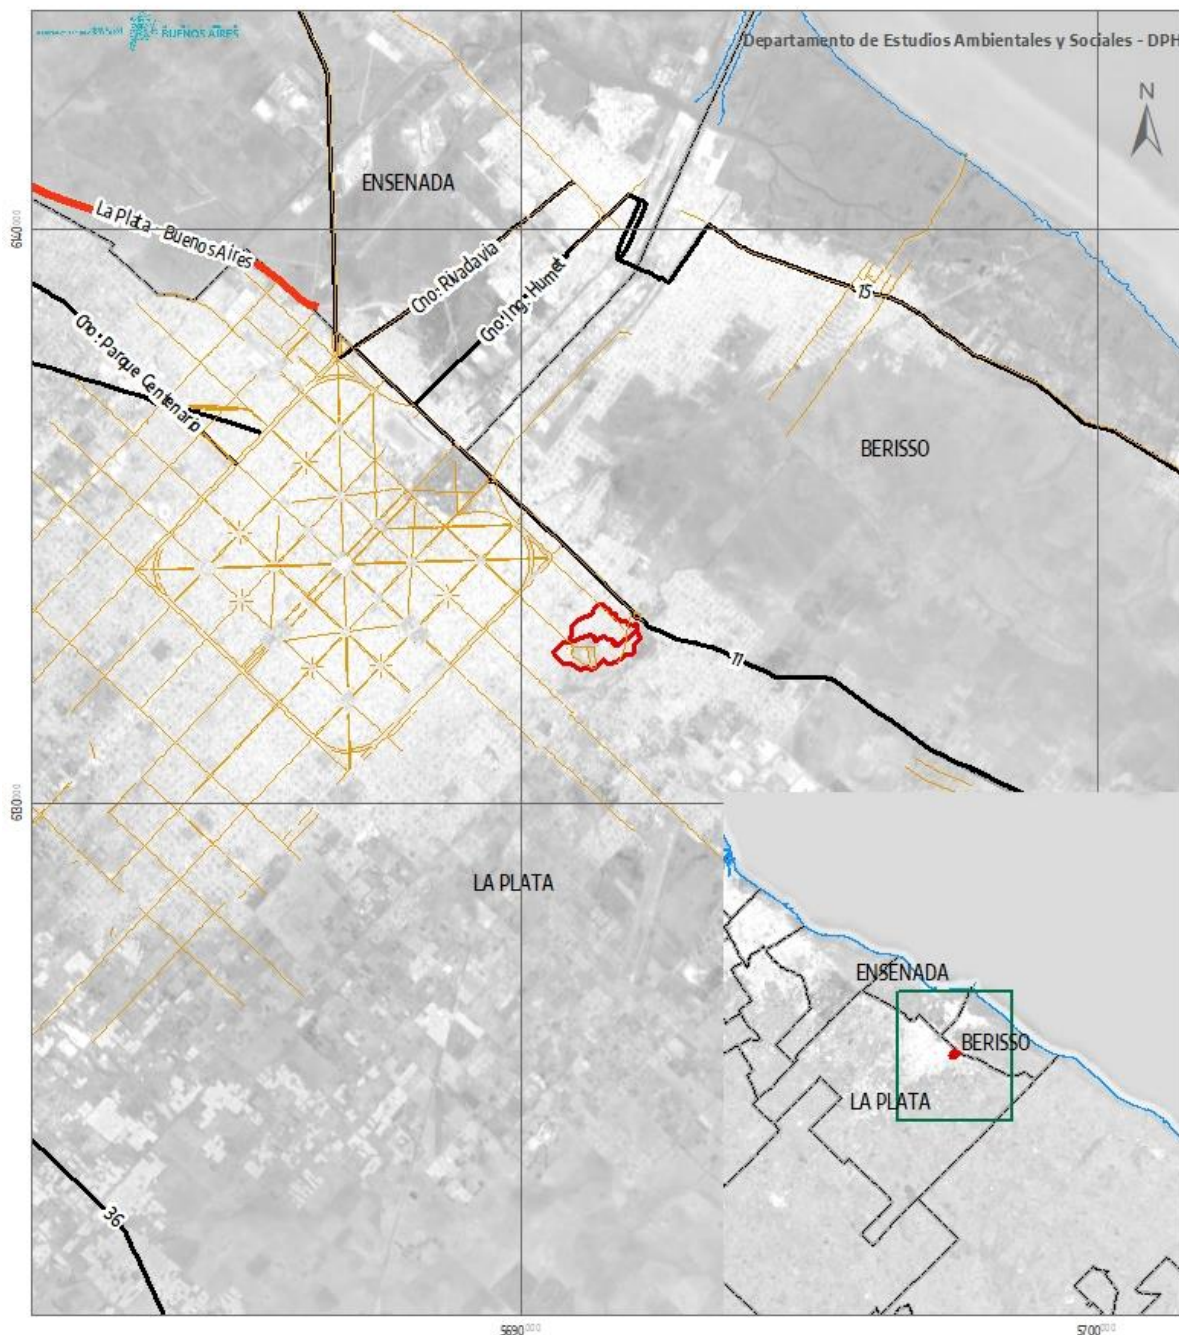 BUENOS AIRES
Departamento de Estudios Ambientales y Sociales - DPH
N
ENSENADA
La Plata - Buenos Aires
6140000
Cno. Rivadavia
Cno. Ing. Humet
15
Cno. Parque Centenario
BERISSO
11
6130000
LA PLATA
ENSENADA
BERISSO
LA PLATA
36
5690000
5700000